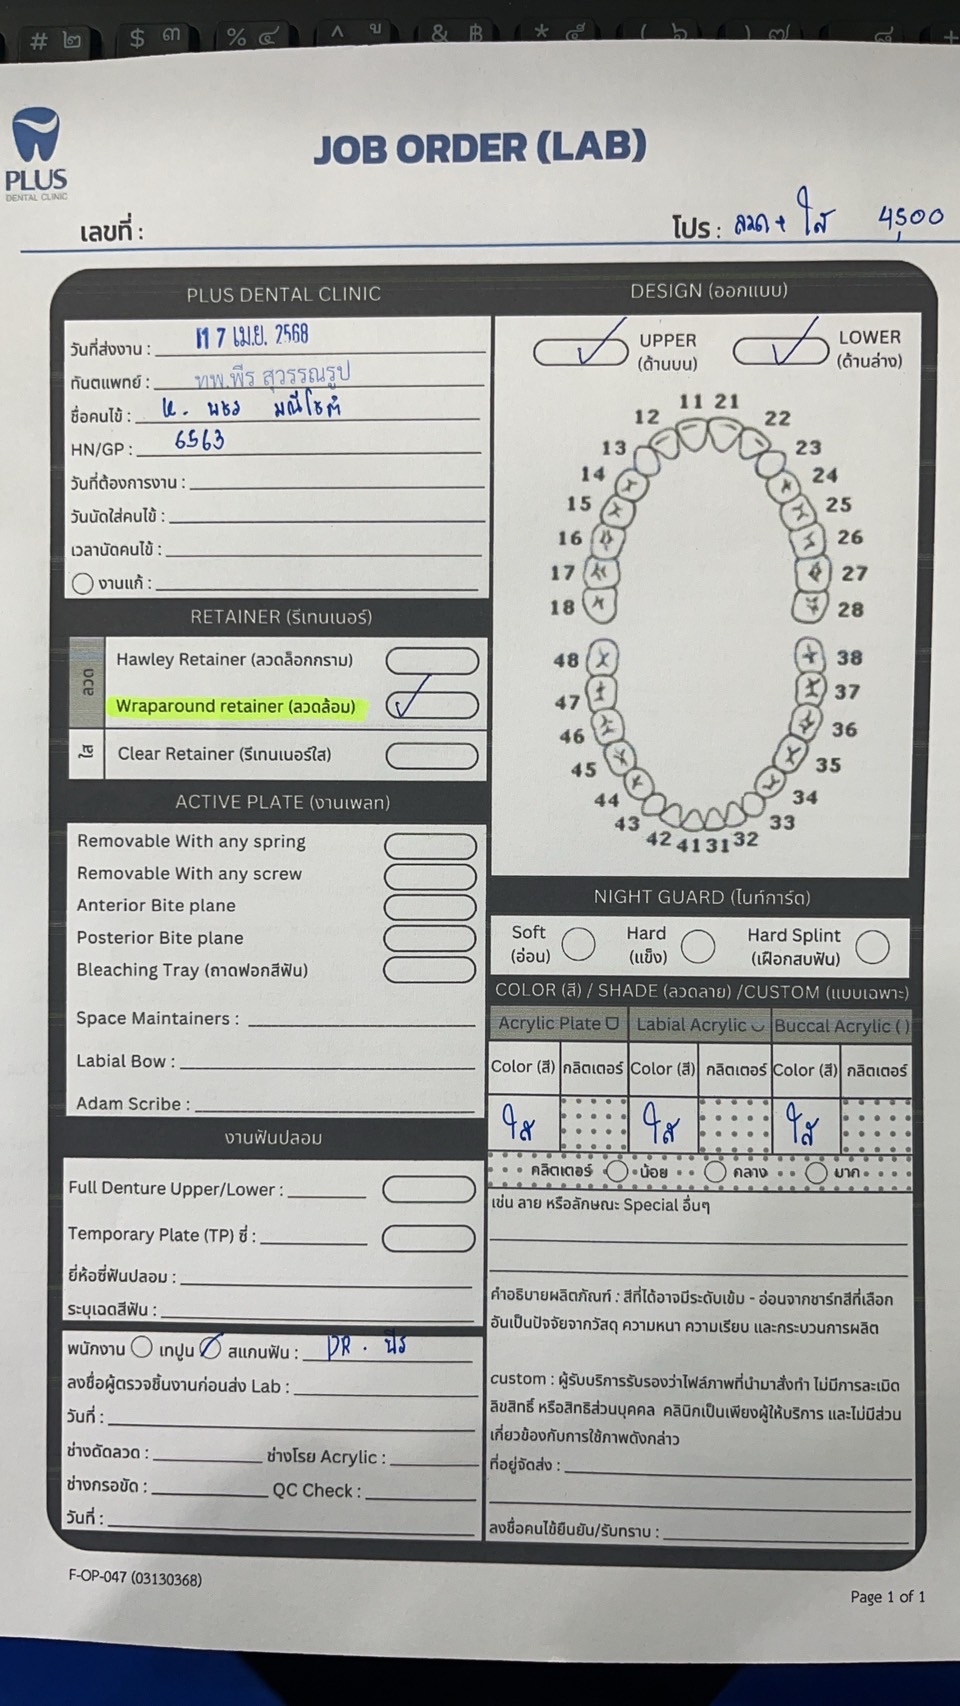 # ๒ $ ๓ % ๔ ^ ู & ฿ * ๕ ( ๖ ) ๗ ๘ +
PLUS
DENTAL CLINIC
JOB ORDER (LAB)
เลขที่ :
โปร : ลวด + ใส 4,500
PLUS DENTAL CLINIC
วันที่ส่งงาน : 17 เม.ย. 2568
ทันตแพทย์ : ทพ.พีร สุวรรณรูป
ชื่อคนไข้ :
HN/GP : 6563
วันที่ต้องการงาน :
วันนัดใส่คนไข้ :
เวลานัดคนไข้ :
งานแก้ :
RETAINER (รีเทนเนอร์)
ลวด
Hawley Retainer (ลวดล็อกกราม)
Wraparound retainer (ลวดล้อม)
ใส
Clear Retainer (รีเทนเนอร์ใส)
ACTIVE PLATE (งานเพลท)
Removable With any spring
Removable With any screw
Anterior Bite plane
Posterior Bite plane
Bleaching Tray (ถาดฟอกสีฟัน)
Space Maintainers :
Labial Bow :
Adam Scribe :
งานฟันปลอม
Full Denture Upper/Lower :
Temporary Plate (TP) ซี่ :
ยี่ห้อซี่ฟันปลอม :
ระบุเฉดสีฟัน :
พนักงาน เทปูน สแกนฟัน : DR. พีร
ลงชื่อผู้ตรวจชิ้นงานก่อนส่ง Lab :
วันที่ :
ช่างดัดลวด : ช่างโรย Acrylic :
ช่างกรอขัด : QC Check :
วันที่ :
DESIGN (ออกแบบ)
UPPER
(ด้านบน)
LOWER
(ด้านล่าง)
11 21
12 22
13 23
14 24
15 25
16 26
17 27
18 28
48 38
47 37
46 36
45 35
44 34
43 33
42 41 31 32
NIGHT GUARD (ไนท์การ์ด)
Soft
(อ่อน)
Hard
(แข็ง)
Hard Splint
(เฝือกสบฟัน)
COLOR (สี) / SHADE (ลวดลาย) /CUSTOM (แบบเฉพาะ)
Acrylic Plate Labial Acrylic Buccal Acrylic ( )
Color (สี) กลิตเตอร์ Color (สี) กลิตเตอร์ Color (สี) กลิตเตอร์
ใส ใส ใส
กลิตเตอร์ น้อย กลาง มาก
เช่น ลาย หรือลักษณะ Special อื่นๆ
คำอธิบายผลิตภัณฑ์ : สีที่ได้อาจมีระดับเข้ม - อ่อนจากชาร์ทสีที่เลือก
อันเป็นปัจจัยจากวัสดุ ความหนา ความเรียบ และกระบวนการผลิต
custom : ผู้รับบริการรับรองว่าไฟล์ภาพที่นำมาสั่งทำ ไม่มีการละเมิด
ลิขสิทธิ์ หรือสิทธิส่วนบุคคล คลินิกเป็นเพียงผู้ให้บริการ และไม่มีส่วน
เกี่ยวข้องกับการใช้ภาพดังกล่าว
ที่อยู่จัดส่ง :
ลงชื่อคนไข้ยืนยัน/รับทราบ :
F-OP-047 (03130368)
Page 1 of 1